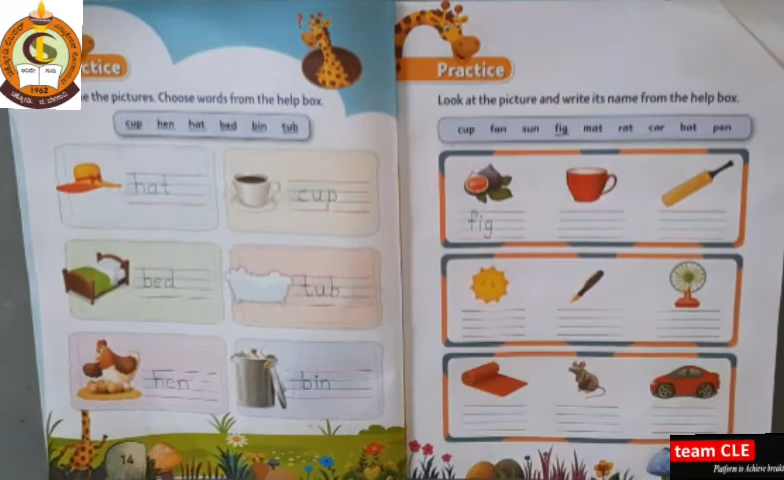 ctice
e the pictures. Choose words from the help box.
cup hen hat bed bin tub
hat
cup
bed
tub
hen
bin
14
Practice
Look at the picture and write its name from the help box.
cup fan sun fig mat rat car bat pen
fig
1962
team CLE
Platform to Achieve break